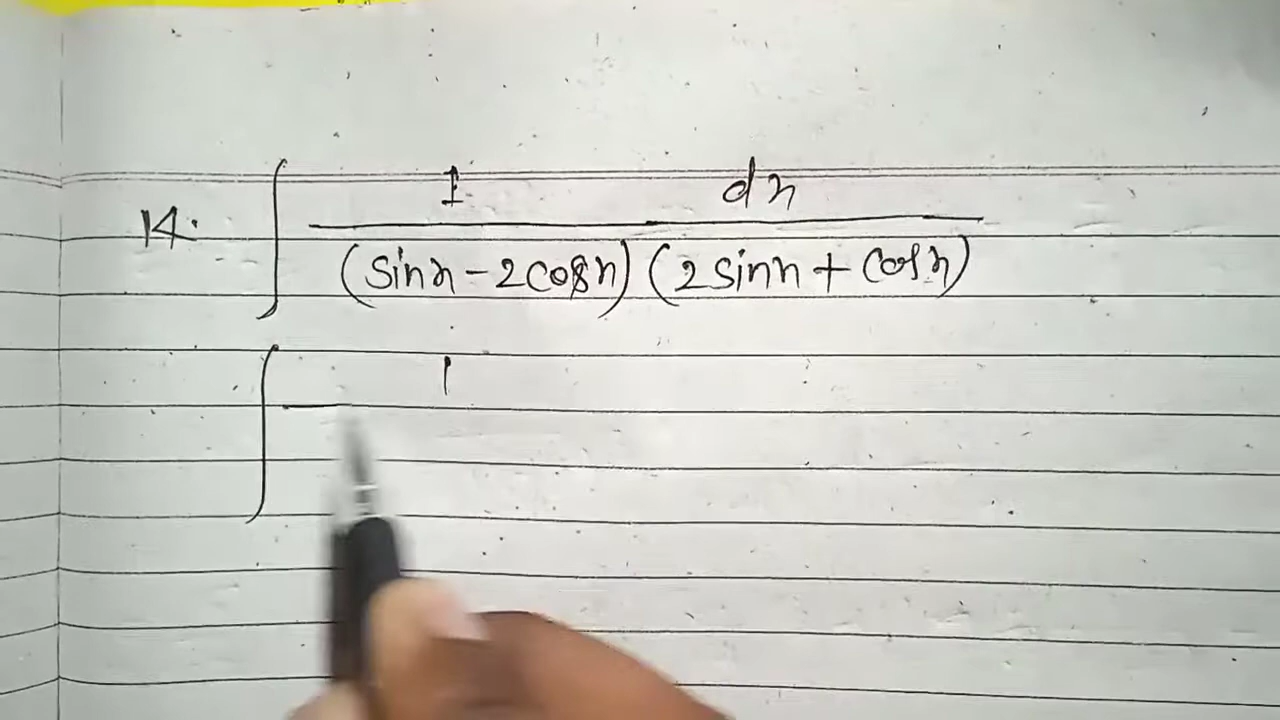 14. ∫ 1 dx
(sinx - 2cosx) (2sinx + cosx)
∫ 1